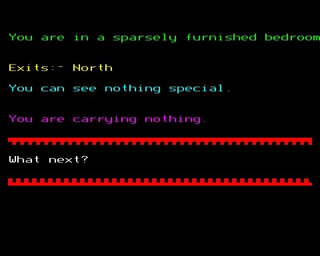 You are in a sparsely furnished bedroom
Exits:- North
You can see nothing special.
You are carrying nothing.
What next?